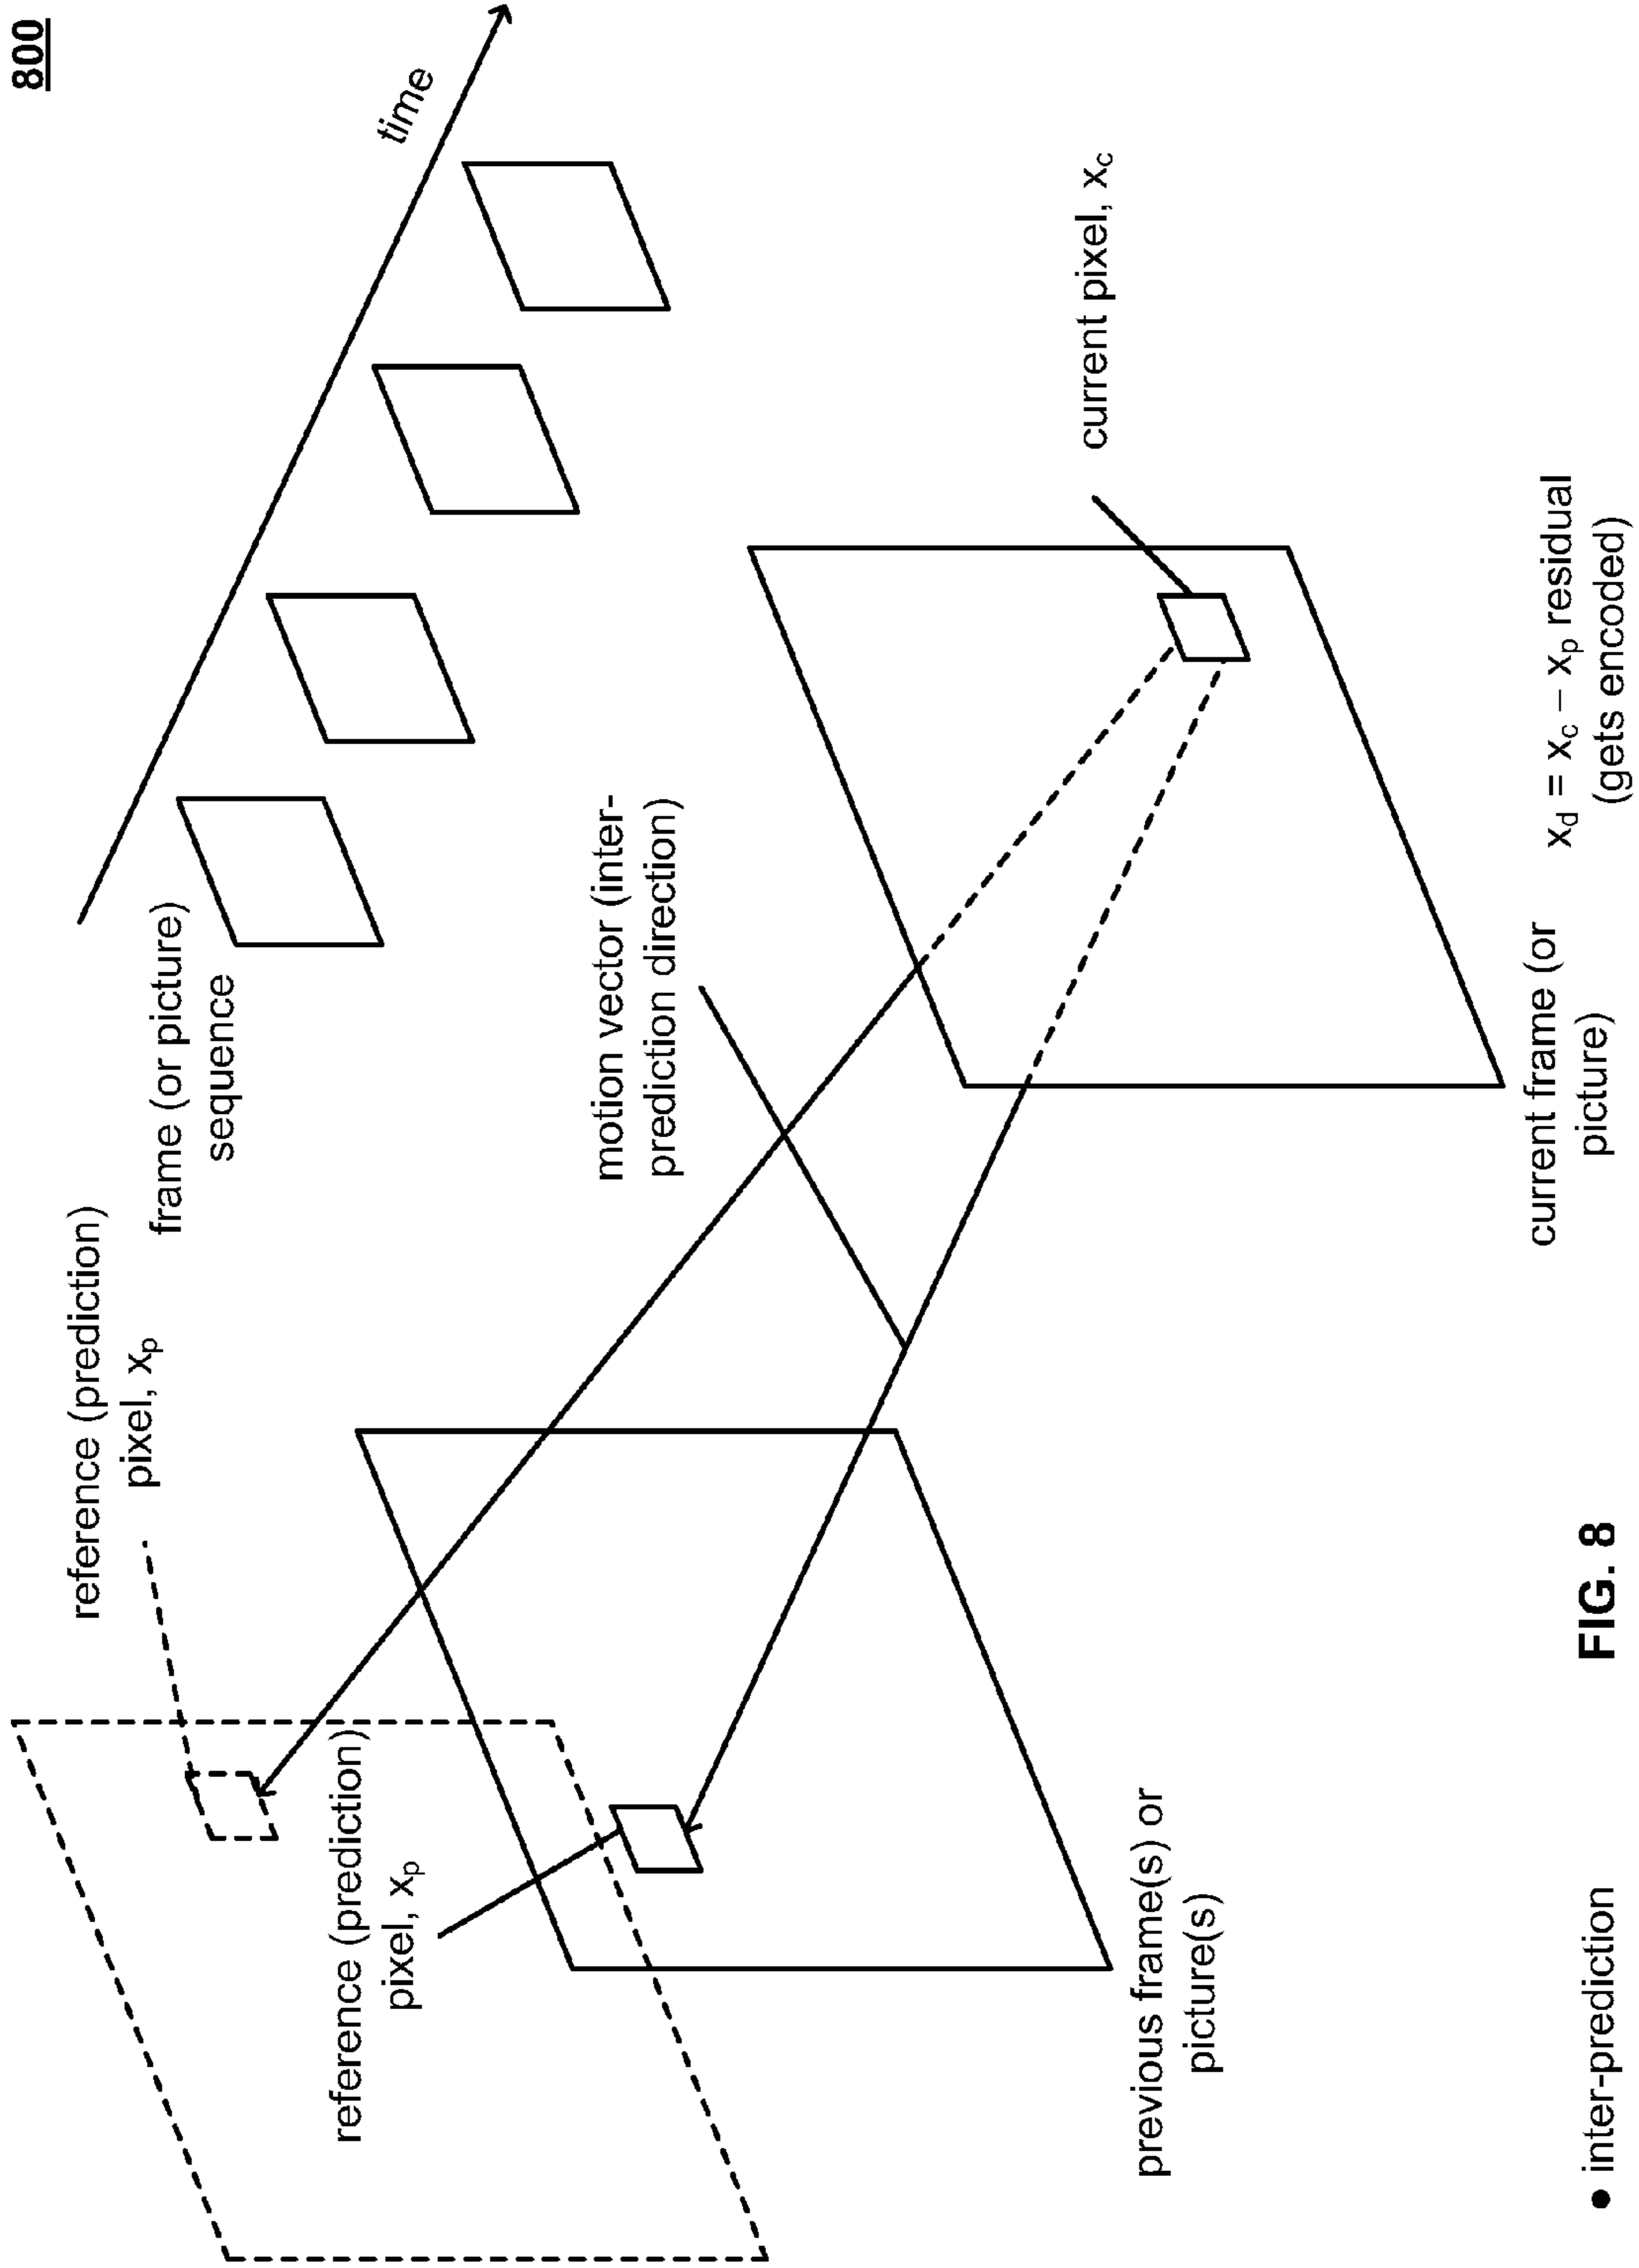 800
time
frame (or picture)
sequence
reference (prediction)
pixel, xp
reference (prediction)
pixel, xp
motion vector (inter-
prediction direction)
current pixel, xc
previous frame(s) or
picture(s)
current frame (or
picture)
xd = xc – xp residual
(gets encoded)
● inter-prediction
FIG. 8